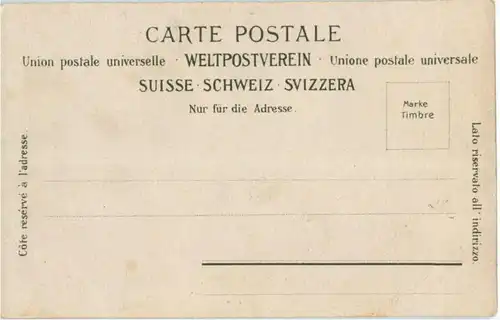 CARTE POSTALE
Union postale universelle · WELTPOSTVEREIN · Unione postale universale
SUISSE · SCHWEIZ · SVIZZERA
Nur für die Adresse.
Marke
Timbre
Côté resérvé à l'adresse.
Lato riservato all' indirizzo.